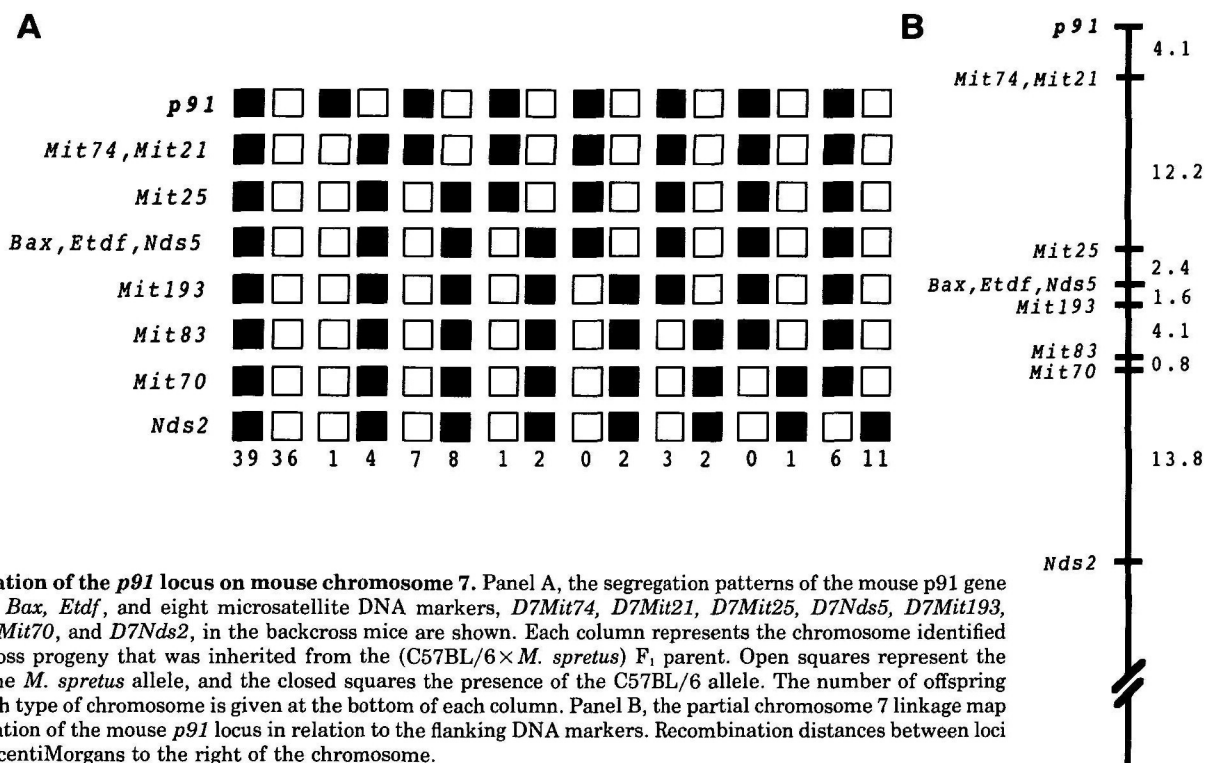 A
B
p91
Mit74,Mit21
Mit25
Bax,Etdf,Nds5
Mit193
Mit83
Mit70
Nds2
39 36 1 4 7 8 1 2 0 2 3 2 0 1 6 11
p91
4.1
Mit74,Mit21
12.2
Mit25
2.4
Bax,Etdf,Nds5
1.6
Mit193
4.1
Mit83
0.8
Mit70
13.8
Nds2
ation of the p91 locus on mouse chromosome 7. Panel A, the segregation patterns of the mouse p91 gene
Bax, Etdf, and eight microsatellite DNA markers, D7Mit74, D7Mit21, D7Mit25, D7Nds5, D7Mit193,
Mit70, and D7Nds2, in the backcross mice are shown. Each column represents the chromosome identified
oss progeny that was inherited from the (C57BL/6×M. spretus) F₁ parent. Open squares represent the
ne M. spretus allele, and the closed squares the presence of the C57BL/6 allele. The number of offspring
h type of chromosome is given at the bottom of each column. Panel B, the partial chromosome 7 linkage map
ation of the mouse p91 locus in relation to the flanking DNA markers. Recombination distances between loci
centiMorgans to the right of the chromosome.